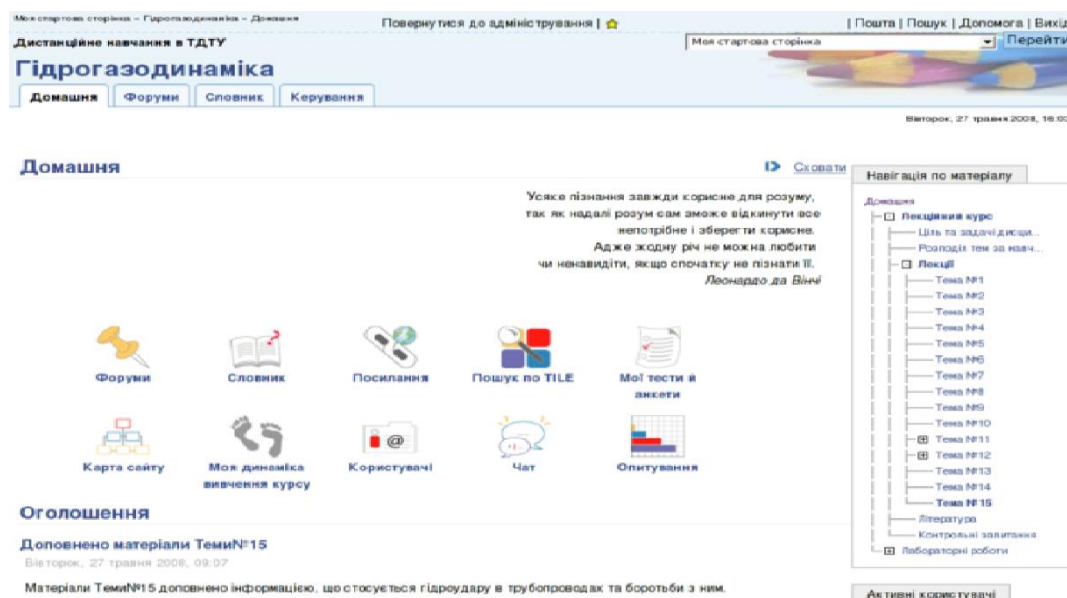 Моя стартова сторінка – Гідрогазодинаміка – Домашня
Повернутися до адміністрування |
| Пошта | Пошук | Допомога | Вихід
Дистанційне навчання в ТДТУ
Моя стартова сторінка
Перейти
Гідрогазодинаміка
Домашня Форуми Словник Керування
Вівторок, 27 травня 2008, 16:03
Домашня
Сховати
Усяке пізнання завжди корисне для розуму,
так як надалі розум сам зможе відкинути все
непотрібне і зберегти корисне.
Адже жодну річ не можна любити
чи ненавидіти, якщо спочатку не пізнати її.
Леонардо да Вінчі
Форуми
Словник
Посилання
Пошук по TILE
Мої тести й
анкети
Карта сайту
Моя динаміка
вивчення курсу
Користувачі
Чат
Опитування
Оголошення
Доповнено матеріали Теми№15
Вівторок, 27 травня 2008, 09:07
Матеріали Теми№15 доповнено інформацією, що стосується гідроудару в трубопроводах та боротьби з ним.
Навігація по матеріалу
Домашня
Лекційний курс
Ціль та задачі дисци...
Розподіл тем за навч...
Лекції
Тема №1
Тема №2
Тема №3
Тема №4
Тема №5
Тема №6
Тема №7
Тема №8
Тема №9
Тема №10
Тема №11
Тема №12
Тема №13
Тема №14
Тема №15
Література
Контрольні запитання
Лабораторні роботи
Активні користувачі